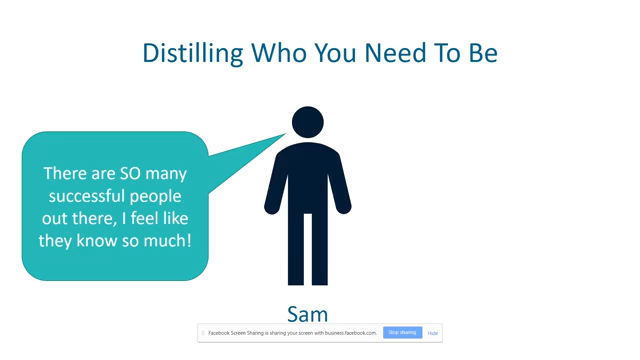 Distilling Who You Need To Be
There are SO many
successful people
out there, I feel like
they know so much!
Sam
Facebook Screen Sharing is sharing your screen with business.facebook.com.
Stop sharing
Hide